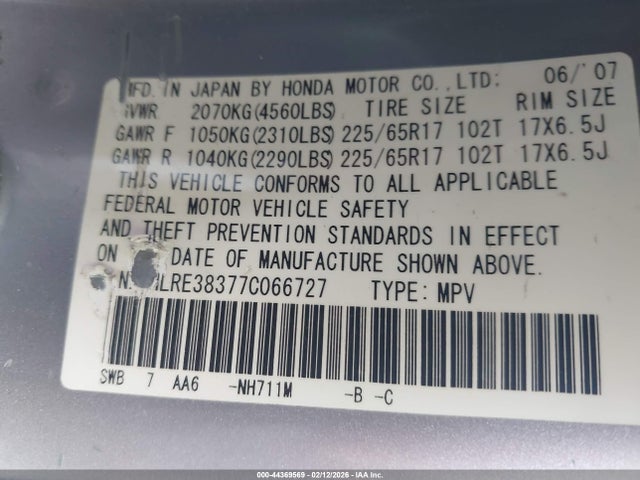 MFD. IN JAPAN BY HONDA MOTOR CO.,LTD: 06/'07
GVWR 2070KG(4560LBS) TIRE SIZE RIM SIZE
GAWR F 1050KG(2310LBS) 225/65R17 102T 17X6.5J
GAWR R 1040KG(2290LBS) 225/65R17 102T 17X6.5J
THIS VEHICLE CONFORMS TO ALL APPLICABLE
FEDERAL MOTOR VEHICLE SAFETY
AND THEFT PREVENTION STANDARDS IN EFFECT
ON DATE OF MANUFACTURE SHOWN ABOVE.
LRE38377C066727 TYPE: MPV
SWB 7 AA6 -NH711M -B -C
000-44369569 - 02/12/2026 - IAA Inc.